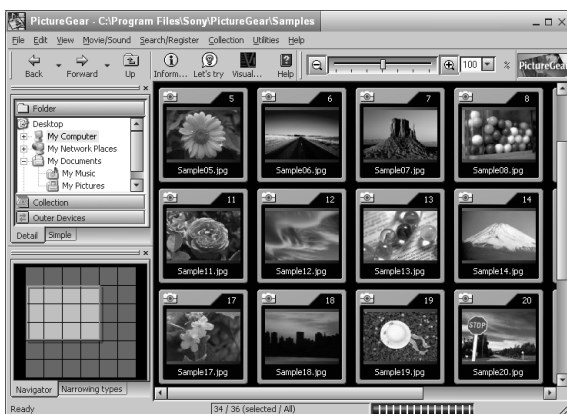 PictureGear - C:\Program Files\Sony\PictureGear\Samples
File Edit View Movie/Sound Search/Register Collection Utilities Help
Back Forward Up Inform... Let's try Visual... Help 100 % PictureGear
Folder
Desktop
My Computer
My Network Places
My Documents
My Music
My Pictures
Collection
Outer Devices
Detail Simple
5 6 7 8
Sample05.jpg Sample06.jpg Sample07.jpg Sample08.jpg
11 12 13 14
Sample11.jpg Sample12.jpg Sample13.jpg Sample14.jpg
17 18 19 20
STOP
Sample17.jpg Sample18.jpg Sample19.jpg Sample20.jpg
Navigator Narrowing types
Ready 34 / 36 (selected / All)